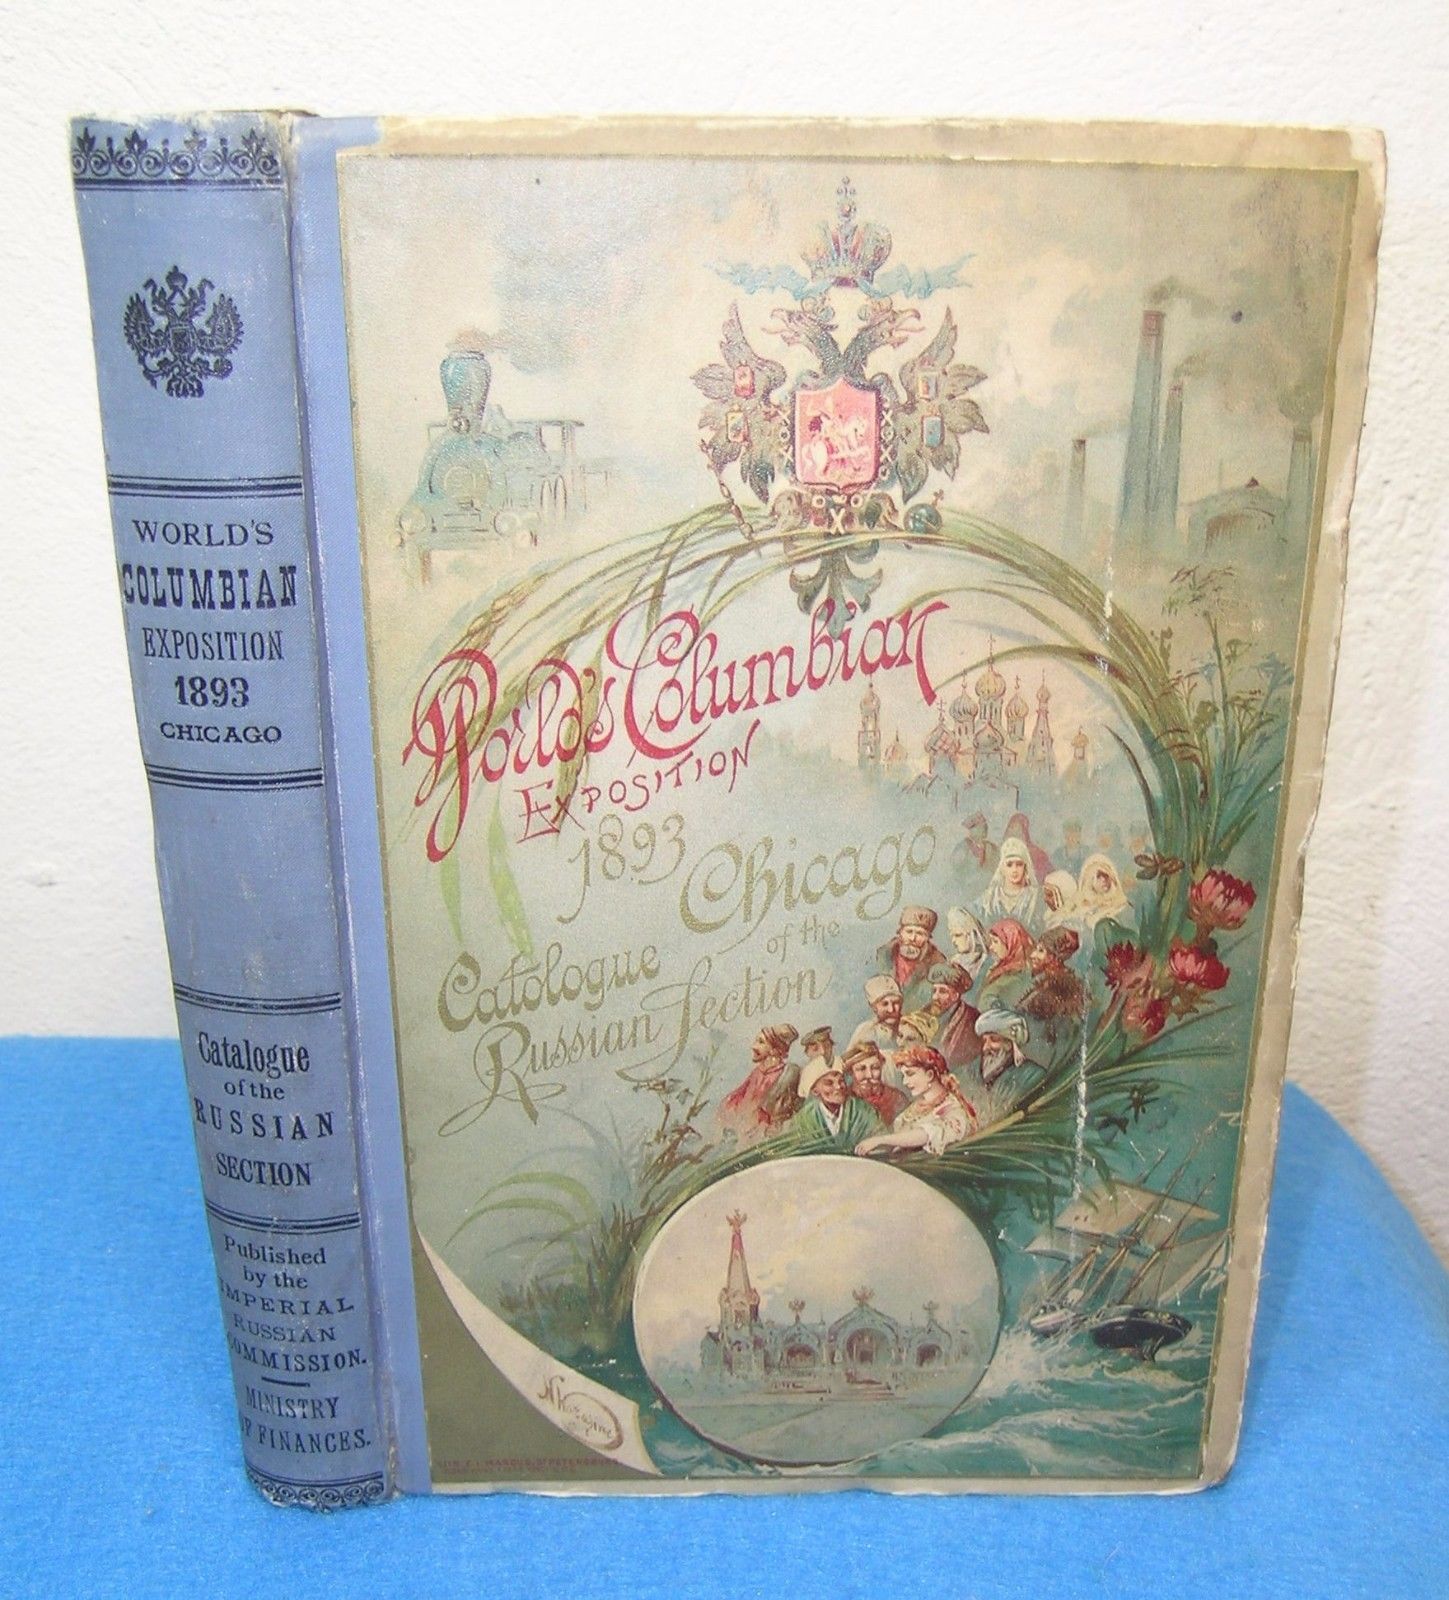 WORLD'S
COLUMBIAN
EXPOSITION
1893
CHICAGO
Catalogue
of the
RUSSIAN
SECTION
Published
by the
IMPERIAL
RUSSIAN
COMMISSION.
MINISTRY
OF FINANCES.
World's Columbian
EXPOSITION
1893
Chicago
Catologue of the
Russian Section